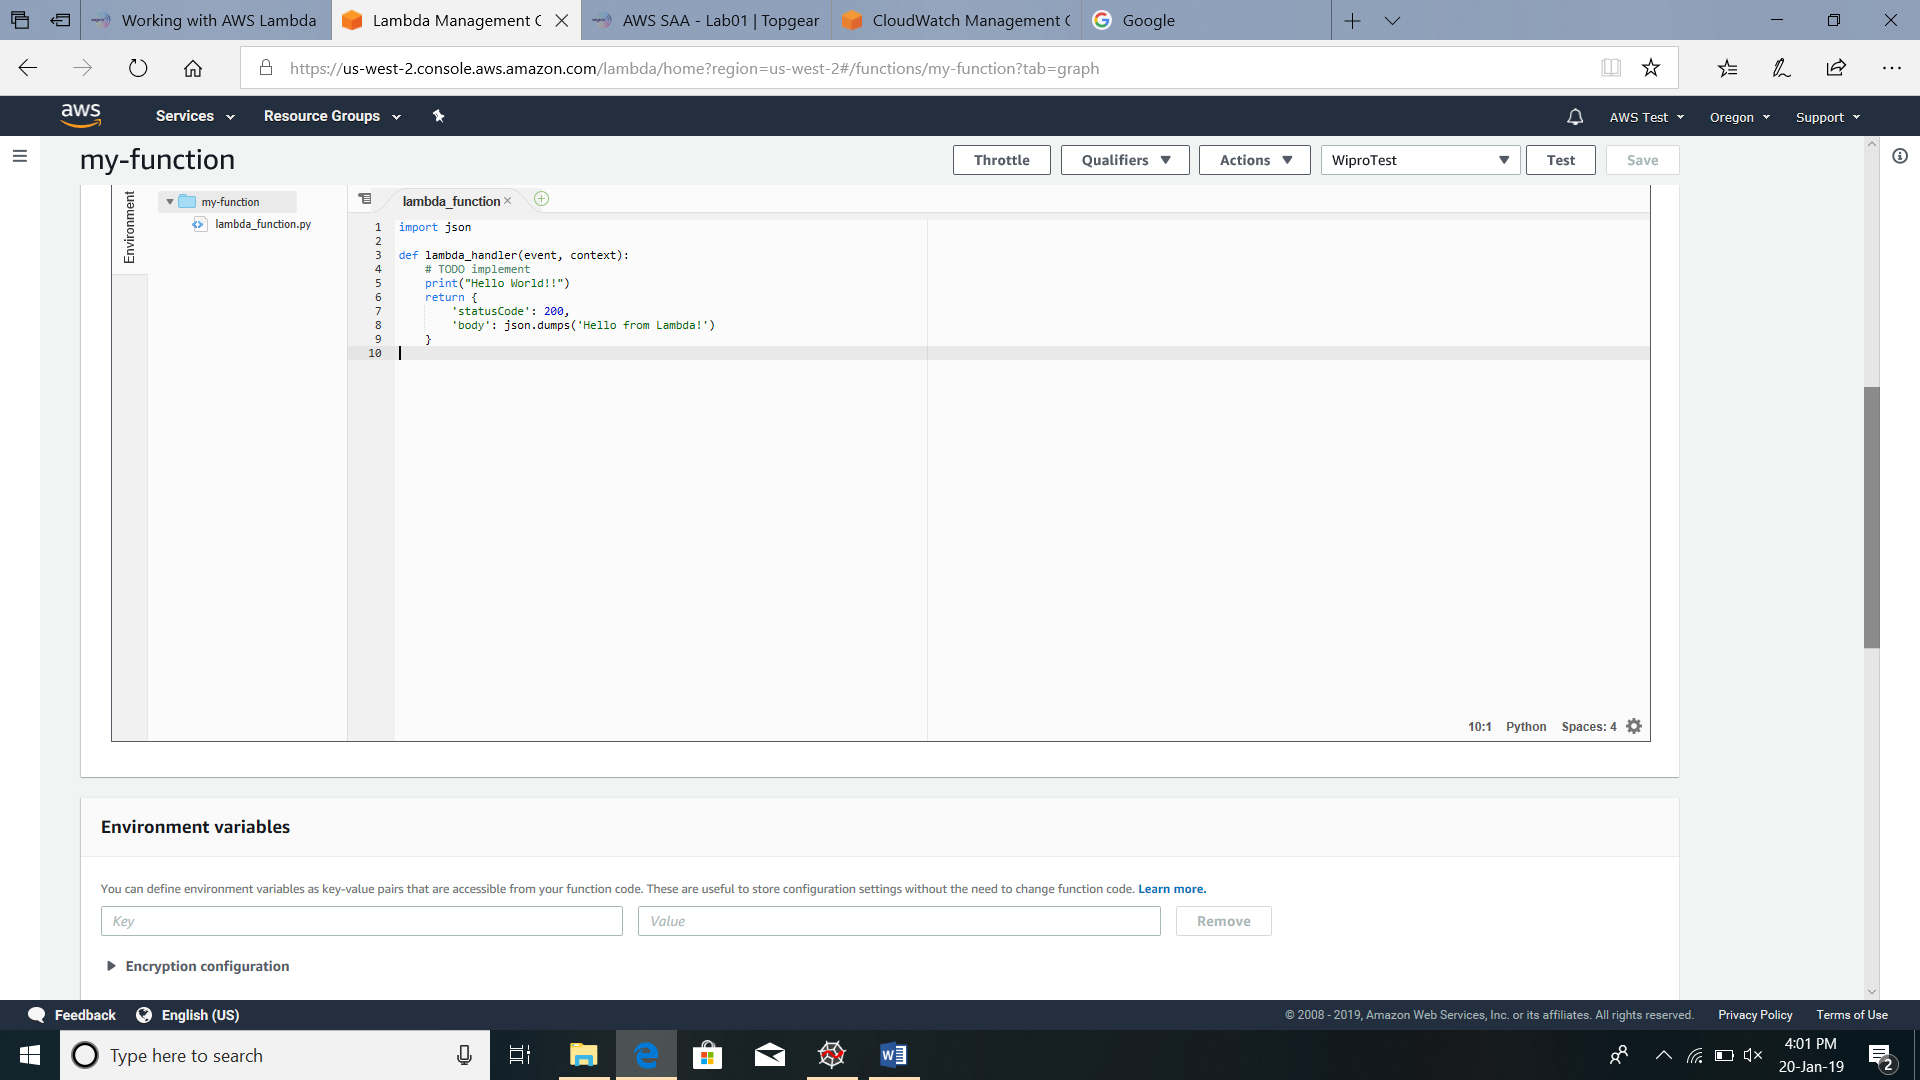 Working with AWS Lambda
Lambda Management C
AWS SAA - Lab01 | Topgear
CloudWatch Management C
Google
https://us-west-2.console.aws.amazon.com/lambda/home?region=us-west-2#/functions/my-function?tab=graph
aws
Services
Resource Groups
AWS Test
Oregon
Support
my-function
Throttle
Qualifiers
Actions
WiproTest
Test
Save
Environment
my-function
lambda_function.py
lambda_function
1 import json
2
3 def lambda_handler(event, context):
4     # TODO implement
5     print("Hello World!!")
6     return {
7         'statusCode': 200,
8         'body': json.dumps('Hello from Lambda!')
9     }
10
10:1 Python Spaces: 4
Environment variables
You can define environment variables as key-value pairs that are accessible from your function code. These are useful to store configuration settings without the need to change function code. Learn more.
Key
Value
Remove
Encryption configuration
Feedback
English (US)
© 2008 - 2019, Amazon Web Services, Inc. or its affiliates. All rights reserved.
Privacy Policy
Terms of Use
Type here to search
4:01 PM
20-Jan-19
2